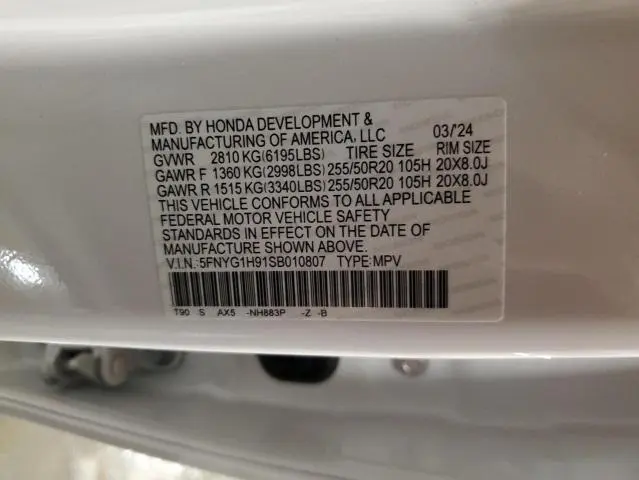 MFD. BY HONDA DEVELOPMENT &
MANUFACTURING OF AMERICA, LLC 03/'24
GVWR 2810 KG(6195LBS) TIRE SIZE RIM SIZE
GAWR F 1360 KG(2998LBS) 255/50R20 105H 20X8.0J
GAWR R 1515 KG(3340LBS) 255/50R20 105H 20X8.0J
THIS VEHICLE CONFORMS TO ALL APPLICABLE
FEDERAL MOTOR VEHICLE SAFETY
STANDARDS IN EFFECT ON THE DATE OF
MANUFACTURE SHOWN ABOVE.
V.I.N.:5FNYG1H91SB010807 TYPE:MPV
T90 S AX5 -NH883P -Z -B